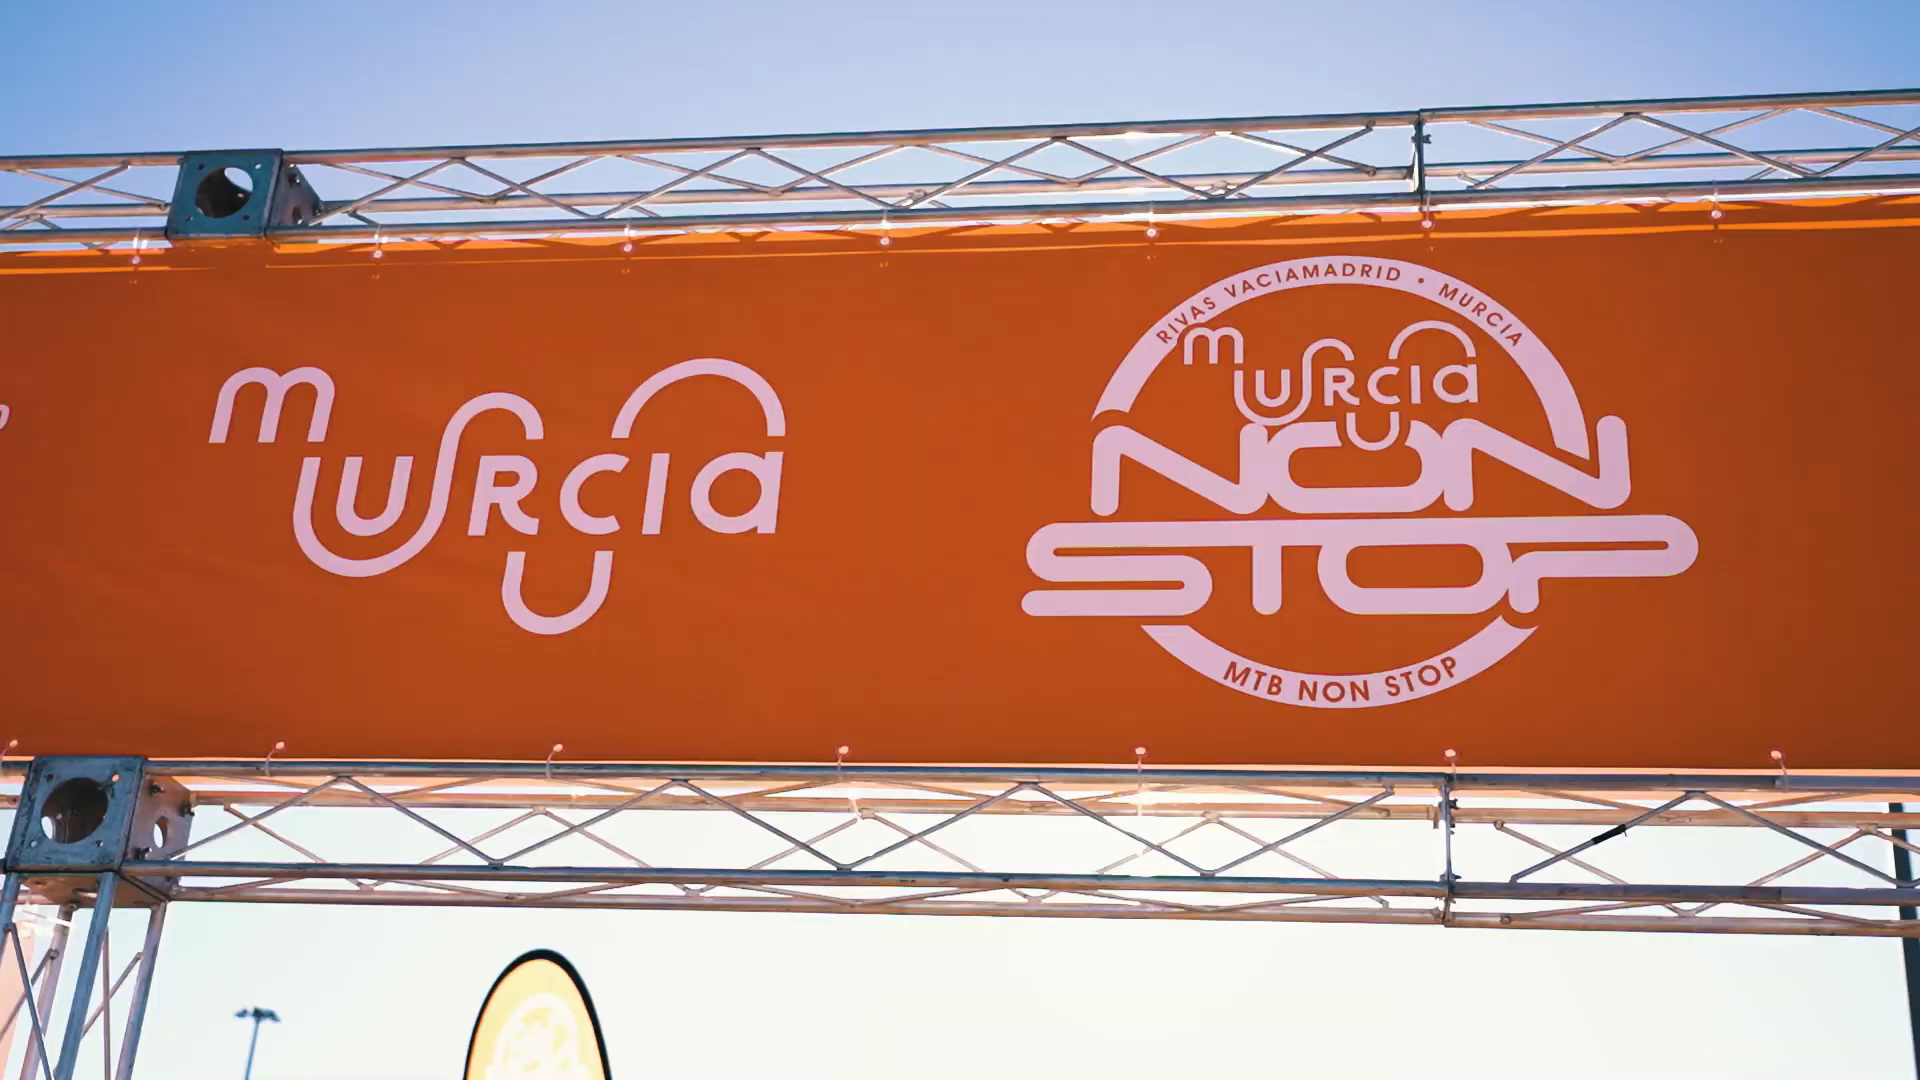 MURCIA
RIVAS VACIAMADRID • MURCIA
MURCIA
NON
STOP
MTB NON STOP